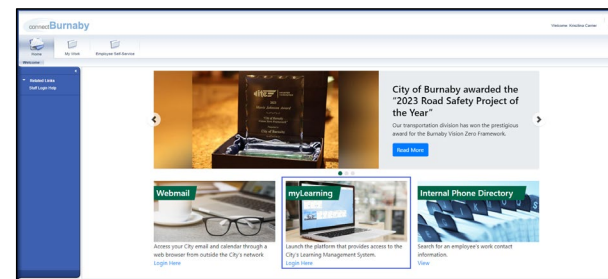 connectBurnaby
Welcome
Home
My Work
Employee Self-Service
Welcome
Related Links
Staff Login Help
City of Burnaby awarded the
"2023 Road Safety Project of
the Year"
Our transportation division has won the prestigious
award for the Burnaby Vision Zero Framework.
Read More
City of Burnaby
Webmail
myLearning
Internal Phone Directory
Access your City email and calendar through a
web browser from outside the City's network
Login Here
Launch the platform that provides access to the
City's Learning Management System.
Login Here
Search for an employee's work contact
information.
View